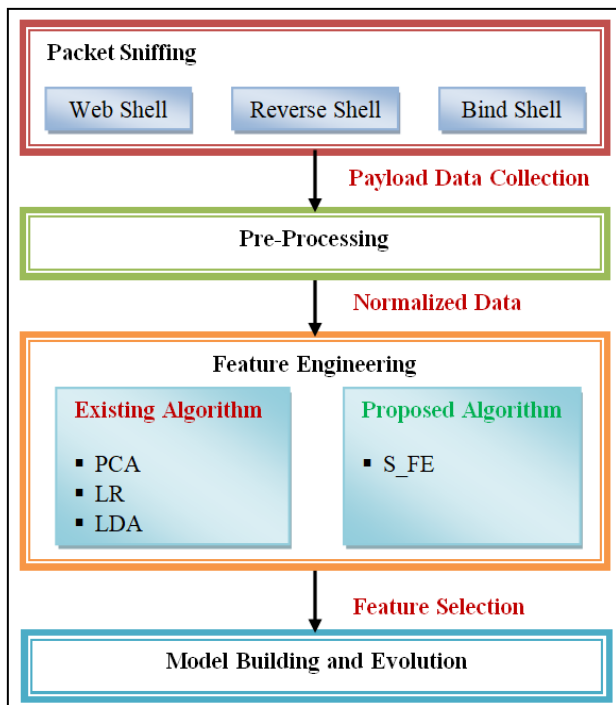 Packet Sniffing
Web Shell Reverse Shell Bind Shell
Payload Data Collection
Pre-Processing
Normalized Data
Feature Engineering
Existing Algorithm
▪ PCA
▪ LR
▪ LDA
Proposed Algorithm
▪ S_FE
Feature Selection
Model Building and Evolution